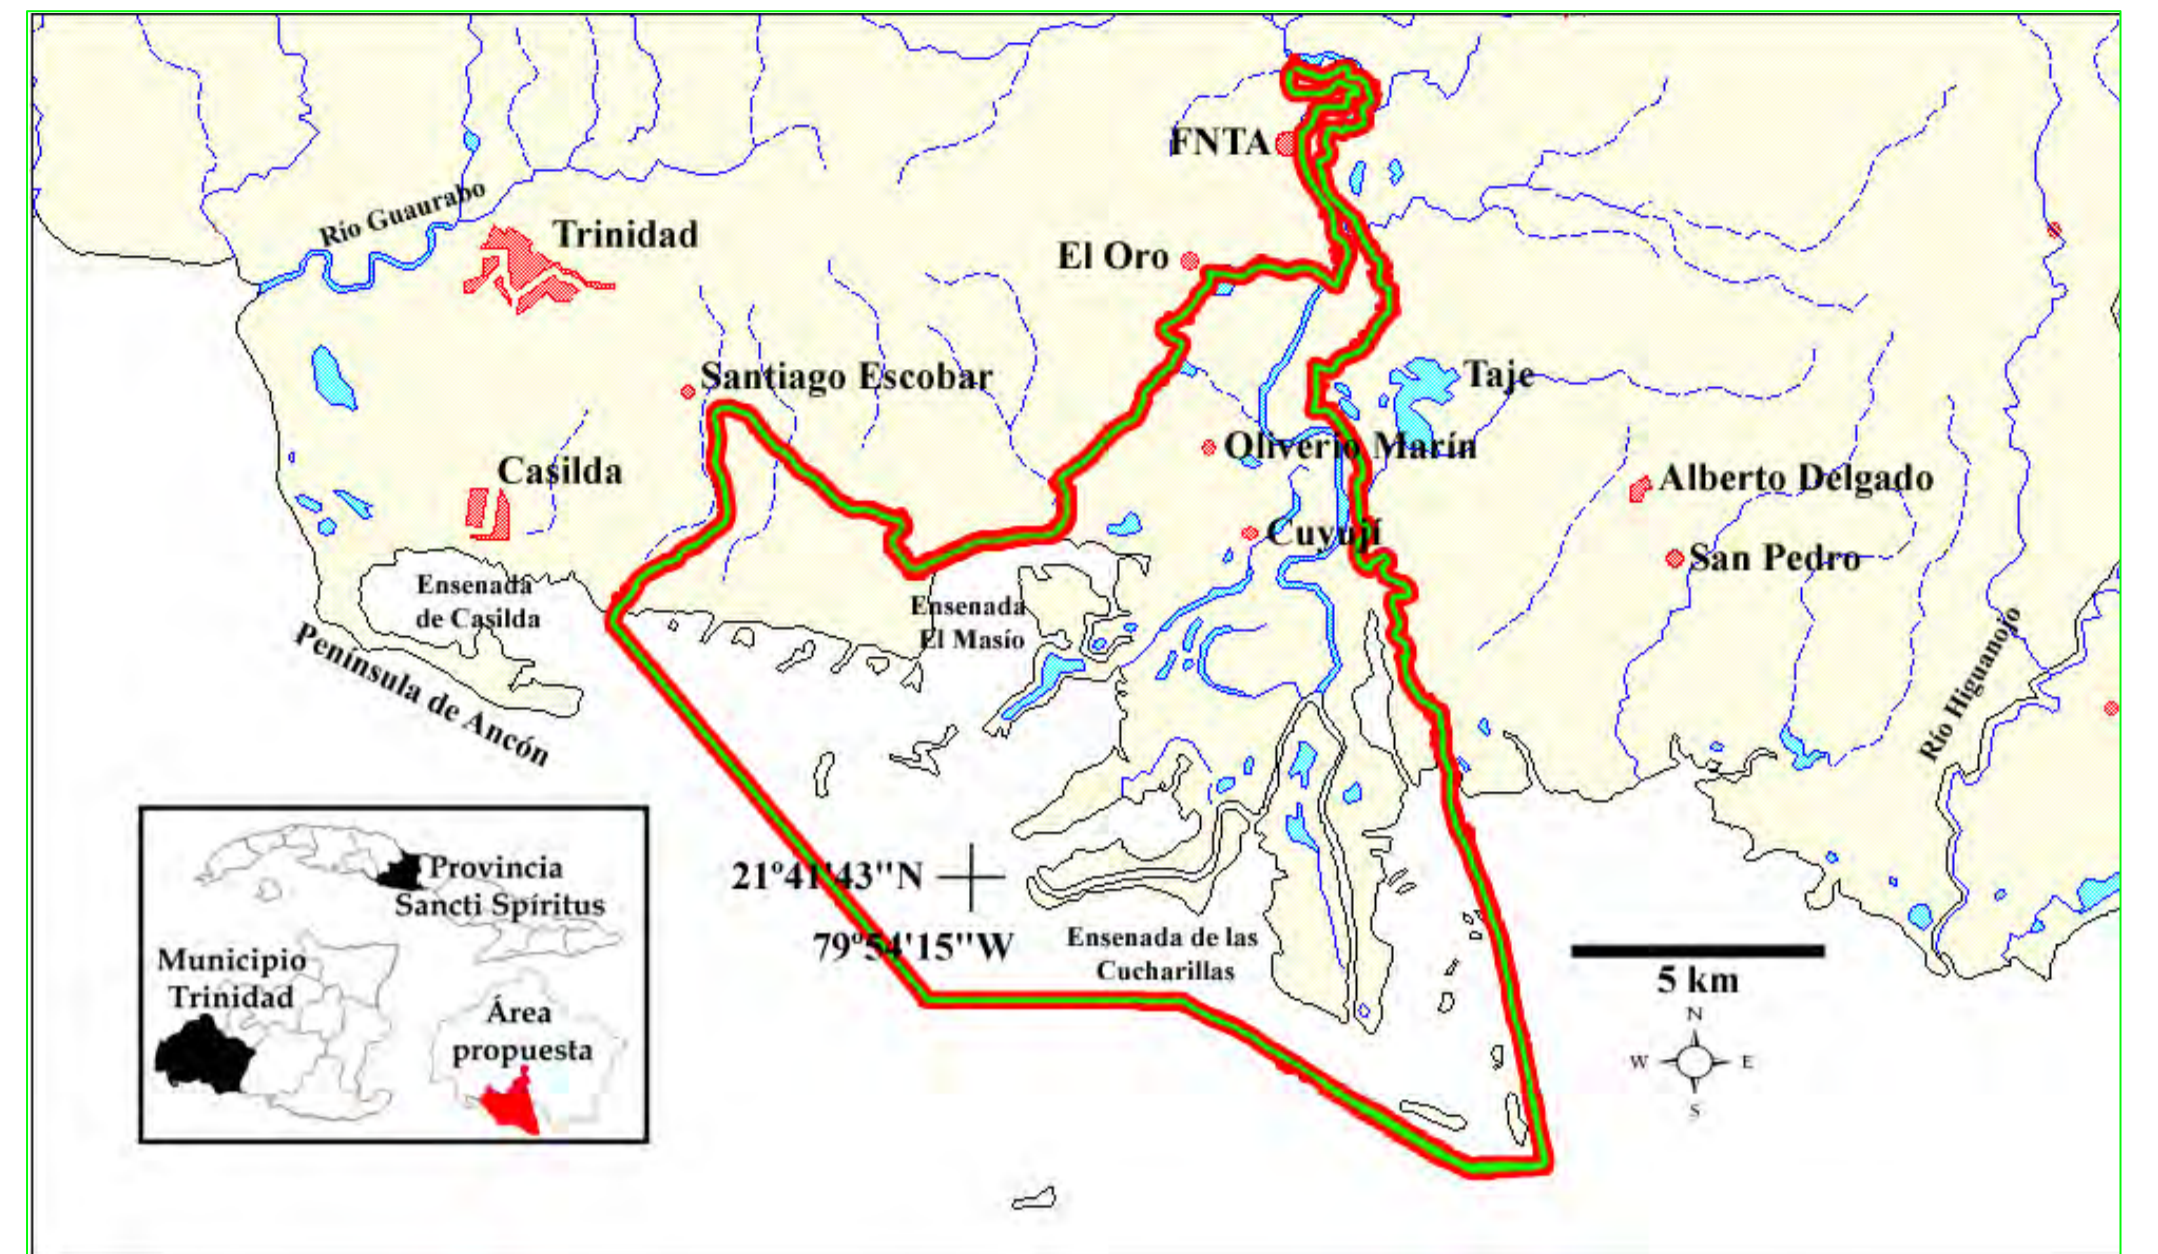 FNTA
Río Guaurabo
Trinidad
El Oro
Santiago Escobar
Taje
Oliverio Marín
Casilda
Alberto Delgado
Cuyují
San Pedro
Ensenada
de Casilda
Ensenada
El Masío
Península de Ancón
Río Higuanojo
21º41'43"N
79º54'15"W
Ensenada de las
Cucharillas
5 km
N
W
E
S
Provincia
Sancti Spíritus
Municipio
Trinidad
Área
propuesta